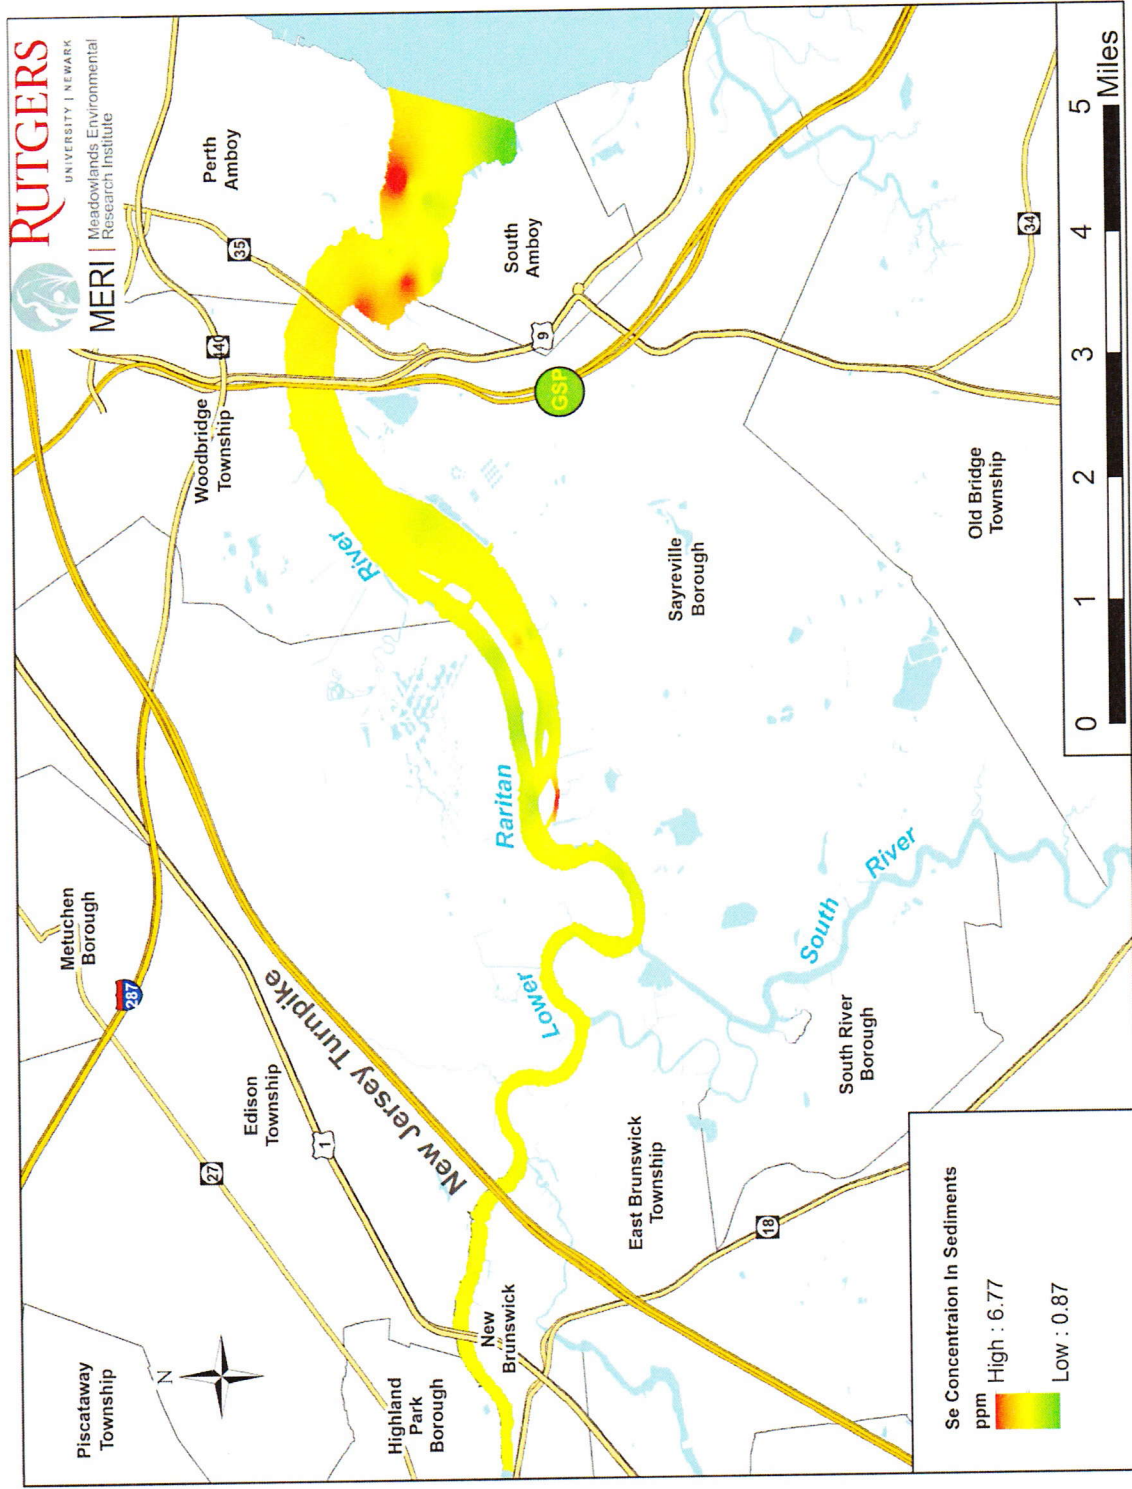 RUTGERS
UNIVERSITY | NEWARK
MERI | Meadowlands Environmental
Research Institute
Piscataway
Township
N
Highland
Park
Borough
New
Brunswick
27
1
Edison
Township
287
Metuchen
Borough
New Jersey Turnpike
Woodbridge
Township
440
35
Perth
Amboy
South
Amboy
9
GSP
Lower
Raritan
River
East Brunswick
Township
18
South River
Borough
South
River
Sayreville
Borough
Old Bridge
Township
34
Se Concentraion In Sediments
ppm
High : 6.77
Low : 0.87
0 1 2 3 4 5
Miles